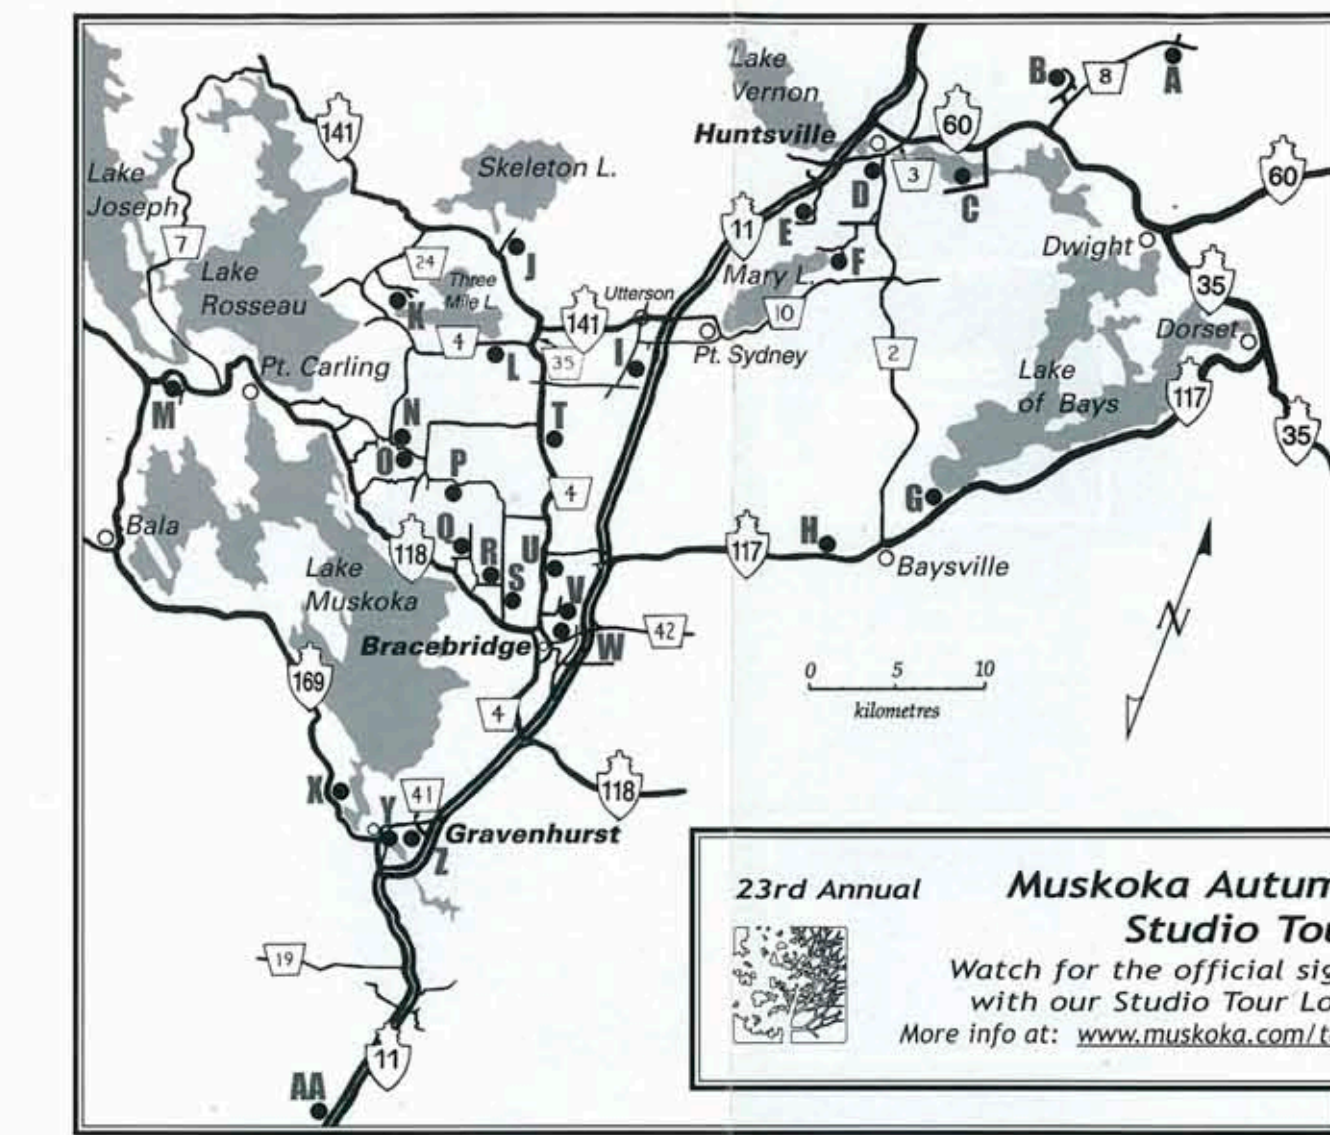 Lake
Vernon
B
8
A
141
Huntsville
60
Skeleton L.
Lake
Joseph
3
D
C
60
7
11
E
Dwight
24
J
F
Lake
Rosseau
Three
Mile L.
Mary L.
35
K
Utterson
10
141
4
Dorset
L
35
I
Pt. Sydney
2
Pt. Carling
Lake
of Bays
117
M
N
T
35
O
P
4
G
Bala
Q
118
R
U
117
H
Lake
Muskoka
S
V
Baysville
N
Bracebridge
W
42
169
0 5 10
kilometres
4
X
118
41
Y
Gravenhurst
Z
23rd Annual
Muskoka Autum
Studio Tou
19
Watch for the official sig
with our Studio Tour Lo
More info at: www.muskoka.com/t
11
AA